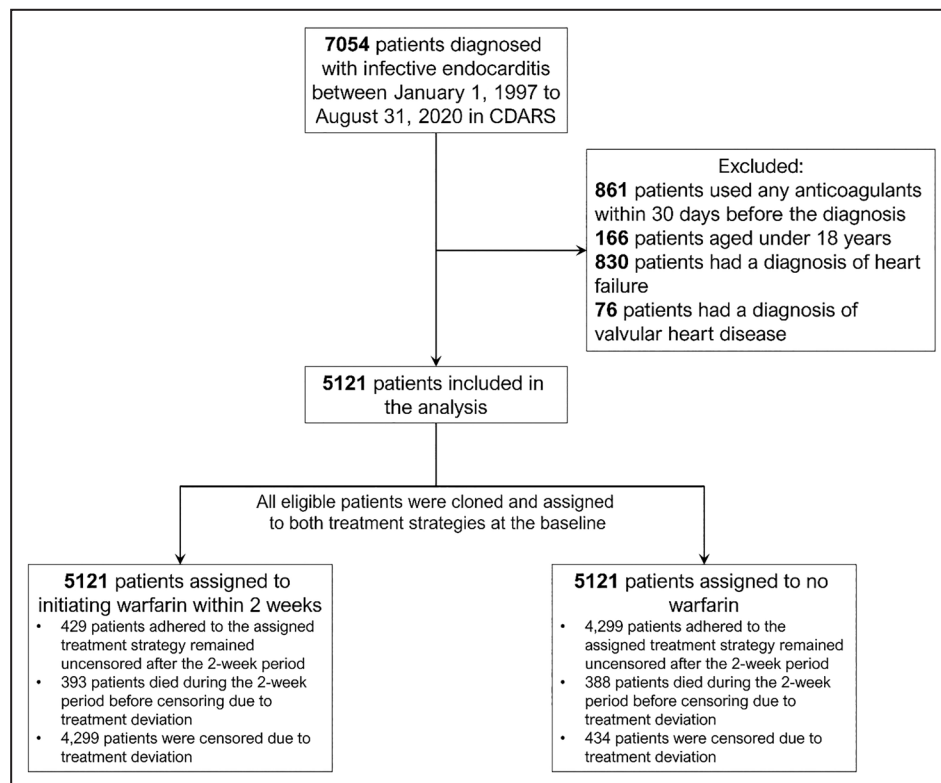 7054 patients diagnosed
with infective endocarditis
between January 1, 1997 to
August 31, 2020 in CDARS
Excluded:
861 patients used any anticoagulants
within 30 days before the diagnosis
166 patients aged under 18 years
830 patients had a diagnosis of heart
failure
76 patients had a diagnosis of
valvular heart disease
5121 patients included in
the analysis
All eligible patients were cloned and assigned
to both treatment strategies at the baseline
5121 patients assigned to
initiating warfarin within 2 weeks
• 429 patients adhered to the assigned
treatment strategy remained
uncensored after the 2-week period
• 393 patients died during the 2-week
period before censoring due to
treatment deviation
• 4,299 patients were censored due to
treatment deviation
5121 patients assigned to no
warfarin
• 4,299 patients adhered to the
assigned treatment strategy remained
uncensored after the 2-week period
• 388 patients died during the 2-week
period before censoring due to
treatment deviation
• 434 patients were censored due to
treatment deviation